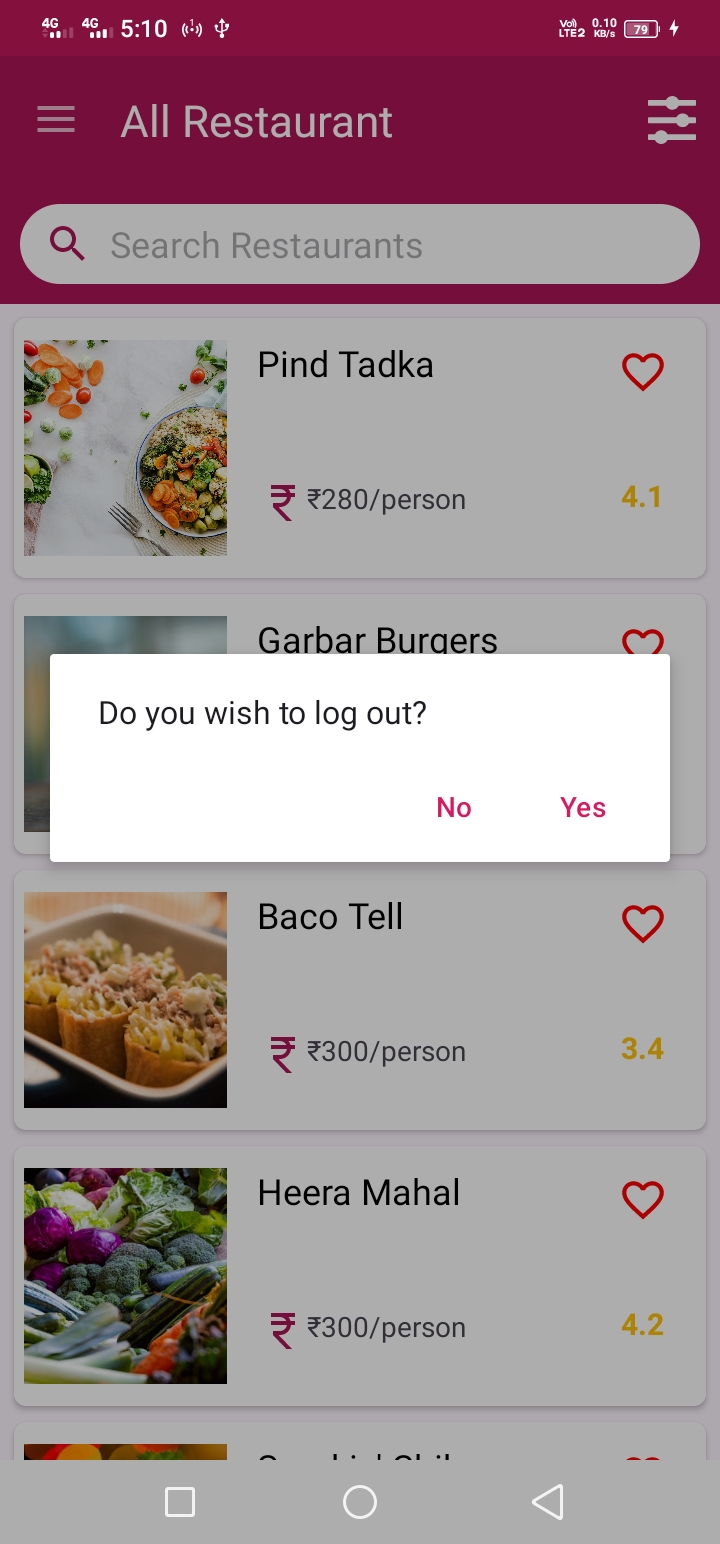 4G 4G 5:10 1 Vo) LTE2 0.10 KB/s 79
All Restaurant
Search Restaurants
Pind Tadka
₹ ₹280/person 4.1
Garbar Burgers
Do you wish to log out?
No Yes
Baco Tell
₹ ₹300/person 3.4
Heera Mahal
₹ ₹300/person 4.2